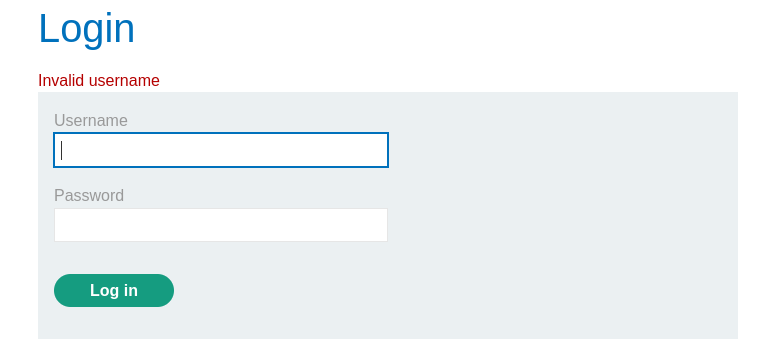 Login
Invalid username
Username
Password
Log in